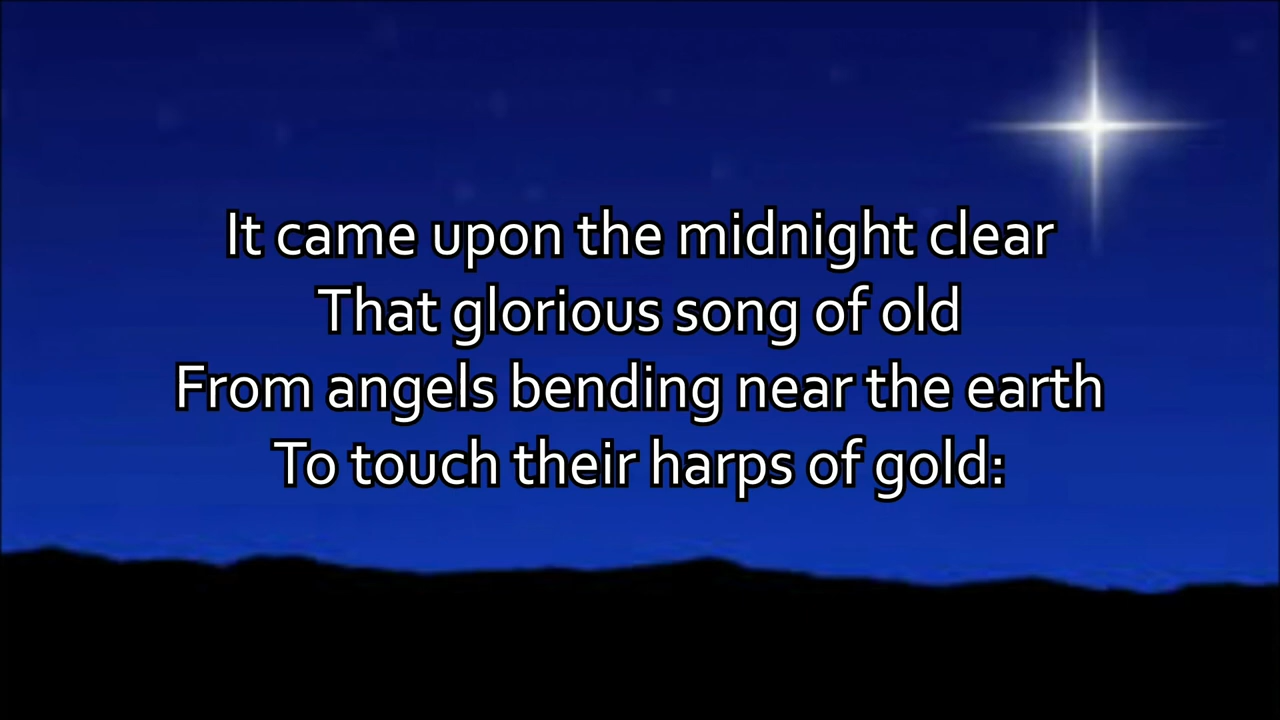 It came upon the midnight clear
That glorious song of old
From angels bending near the earth
To touch their harps of gold: